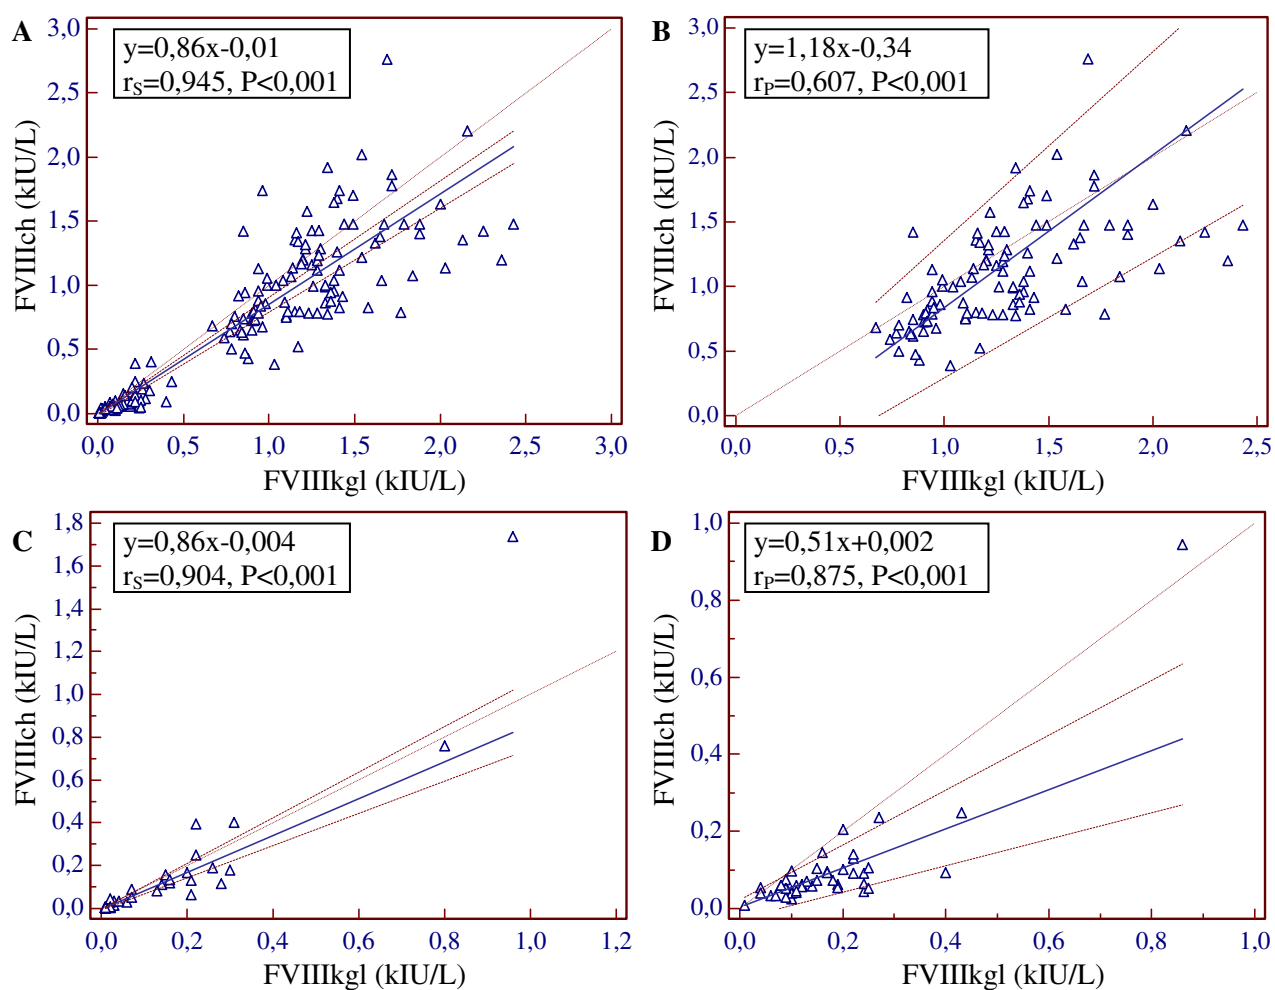 A
y=0,86x-0,01
rS=0,945, P<0,001
FVIIIch (kIU/L)
3,0
2,5
2,0
1,5
1,0
0,5
0,0
0,0 0,5 1,0 1,5 2,0 2,5 3,0
FVIIIkgl (kIU/L)
B
y=1,18x-0,34
rP=0,607, P<0,001
FVIIIch (kIU/L)
3,0
2,5
2,0
1,5
1,0
0,5
0,0
0,0 0,5 1,0 1,5 2,0 2,5
FVIIIkgl (kIU/L)
C
y=0,86x-0,004
rS=0,904, P<0,001
FVIIIch (kIU/L)
1,8
1,6
1,4
1,2
1,0
0,8
0,6
0,4
0,2
0,0
0,0 0,2 0,4 0,6 0,8 1,0 1,2
FVIIIkgl (kIU/L)
D
y=0,51x+0,002
rP=0,875, P<0,001
FVIIIch (kIU/L)
1,0
0,8
0,6
0,4
0,2
0,0
0,0 0,2 0,4 0,6 0,8 1,0
FVIIIkgl (kIU/L)